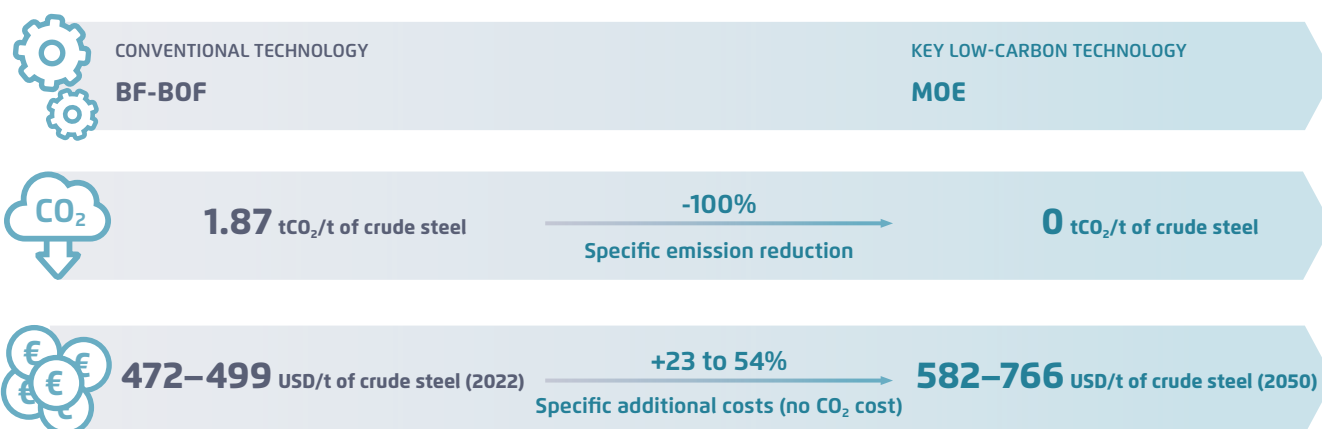 CONVENTIONAL TECHNOLOGY
KEY LOW-CARBON TECHNOLOGY
BF-BOF
MOE
CO₂
1.87 tCO₂/t of crude steel
-100%
Specific emission reduction
0 tCO₂/t of crude steel
€
€
€
€
€
472–499 USD/t of crude steel (2022)
+23 to 54%
Specific additional costs (no CO₂ cost)
582–766 USD/t of crude steel (2050)